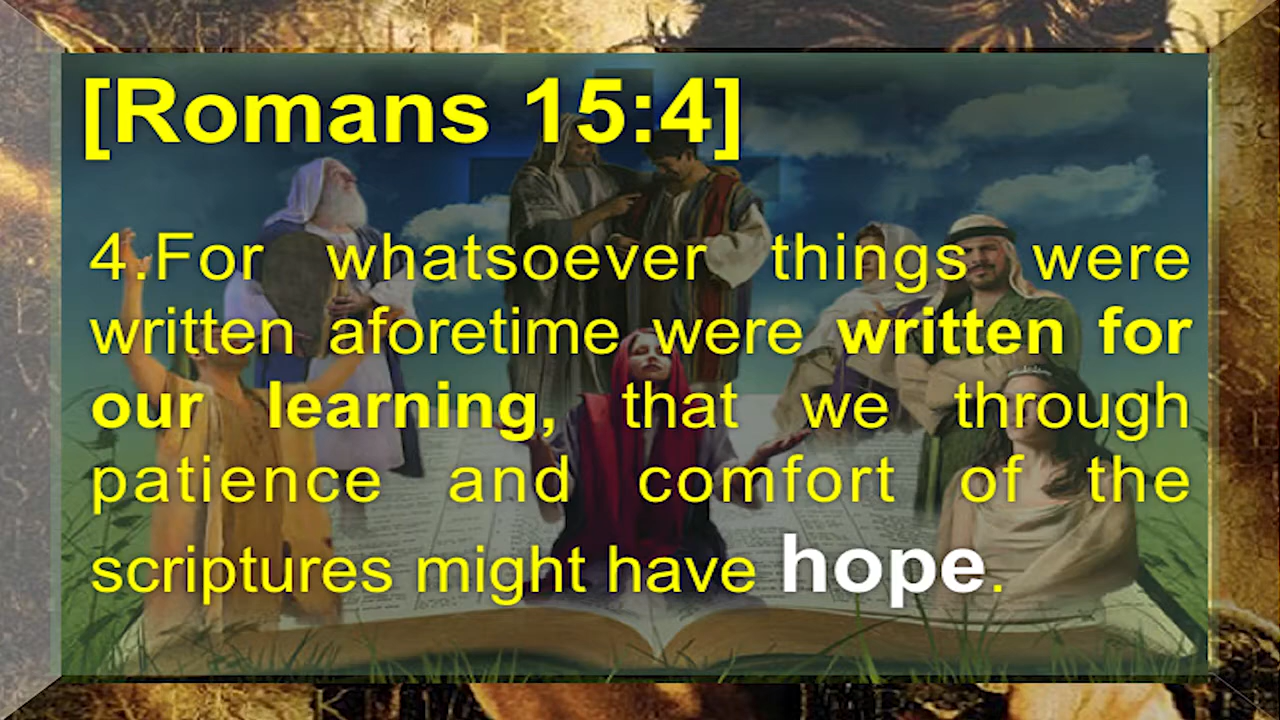 [Romans 15:4]
4.For whatsoever things were
written aforetime were written for
our learning, that we through
patience and comfort of the
scriptures might have hope.